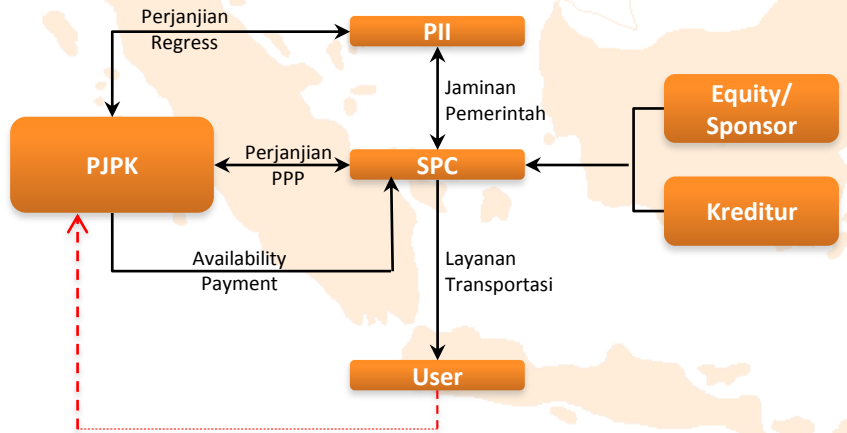 Perjanjian
Regress
PII
Jaminan
Pemerintah
Equity/
Sponsor
PJPK
Perjanjian
PPP
SPC
Kreditur
Availability
Payment
Layanan
Transportasi
User